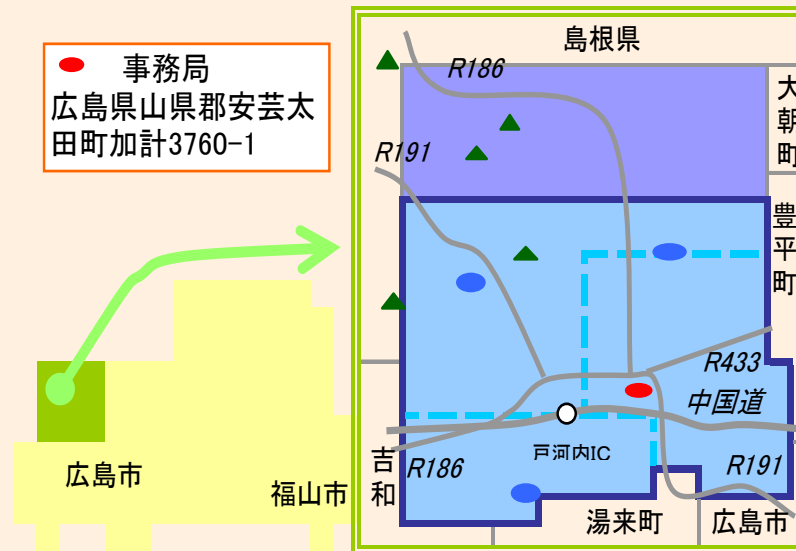 事務局
広島県山県郡安芸太
田町加計3760-1
島根県
R186
大朝町
R191
豊平町
R433
中国道
戸河内IC
吉和
R186
R191
湯来町
広島市
広島市
福山市